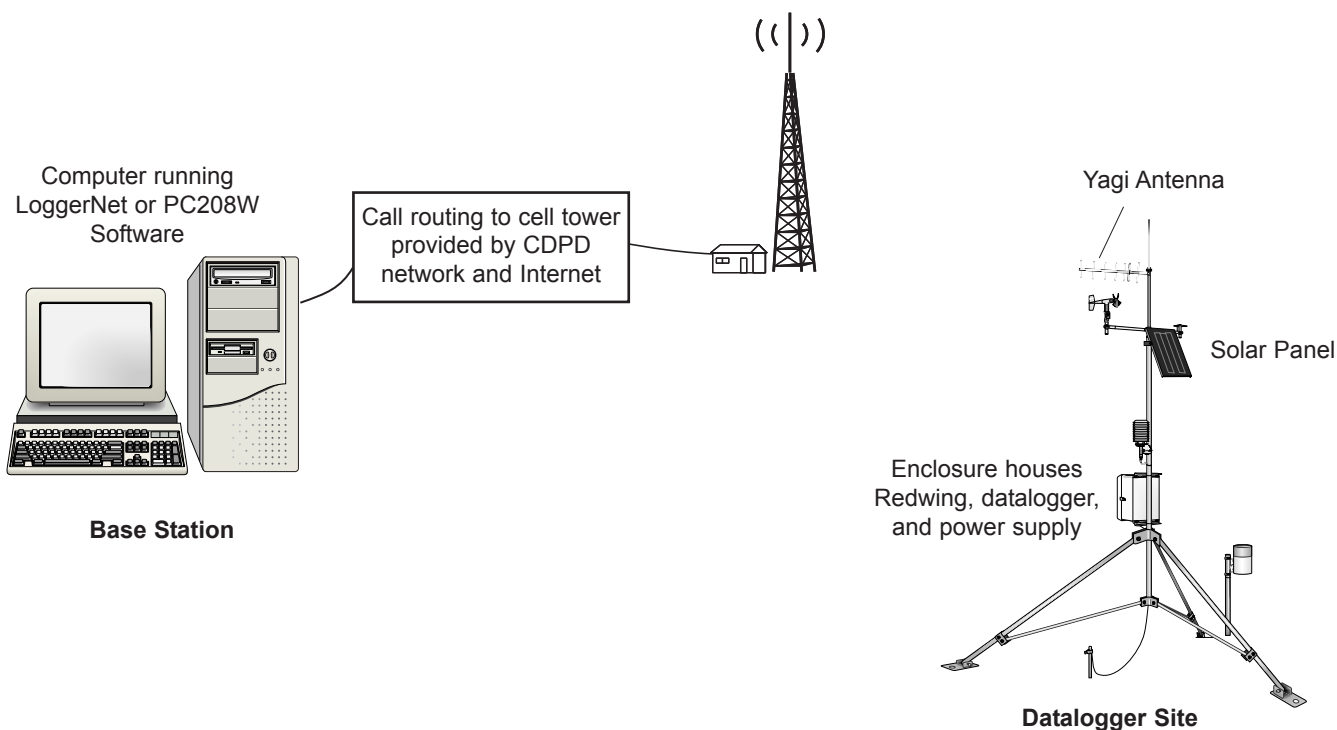 Computer running
LoggerNet or PC208W
Software
Call routing to cell tower
provided by CDPD
network and Internet
Yagi Antenna
Solar Panel
Enclosure houses
Redwing, datalogger,
and power supply
Base Station
Datalogger Site